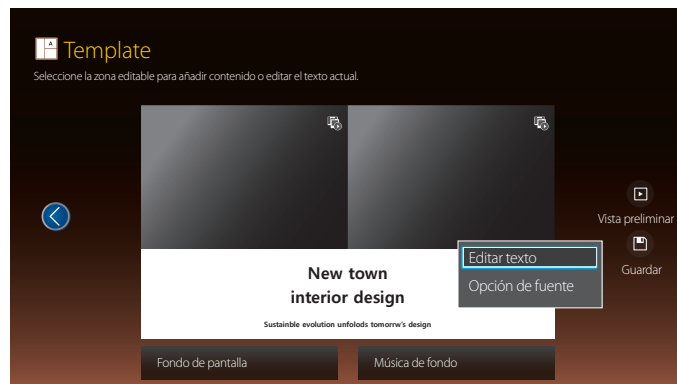 A
Template
Seleccione la zona editable para añadir contenido o editar el texto actual.
Vista preliminar
Editar texto
Guardar
New town
Opción de fuente
interior design
Sustainble evolution unfolods tomorrw's design
Fondo de pantalla
Música de fondo